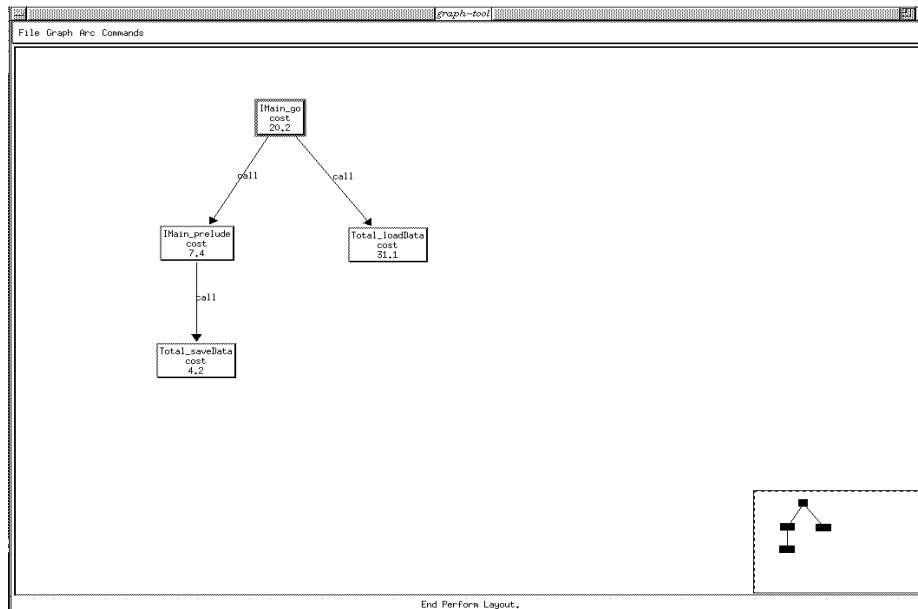 graph-tool
File Graph Arc Commands
IMain_go
cost
20.2
call
call
IMain_prelude
cost
7.4
Total_loadData
cost
31.1
call
Total_saveData
cost
4.2
End Perform Layout.